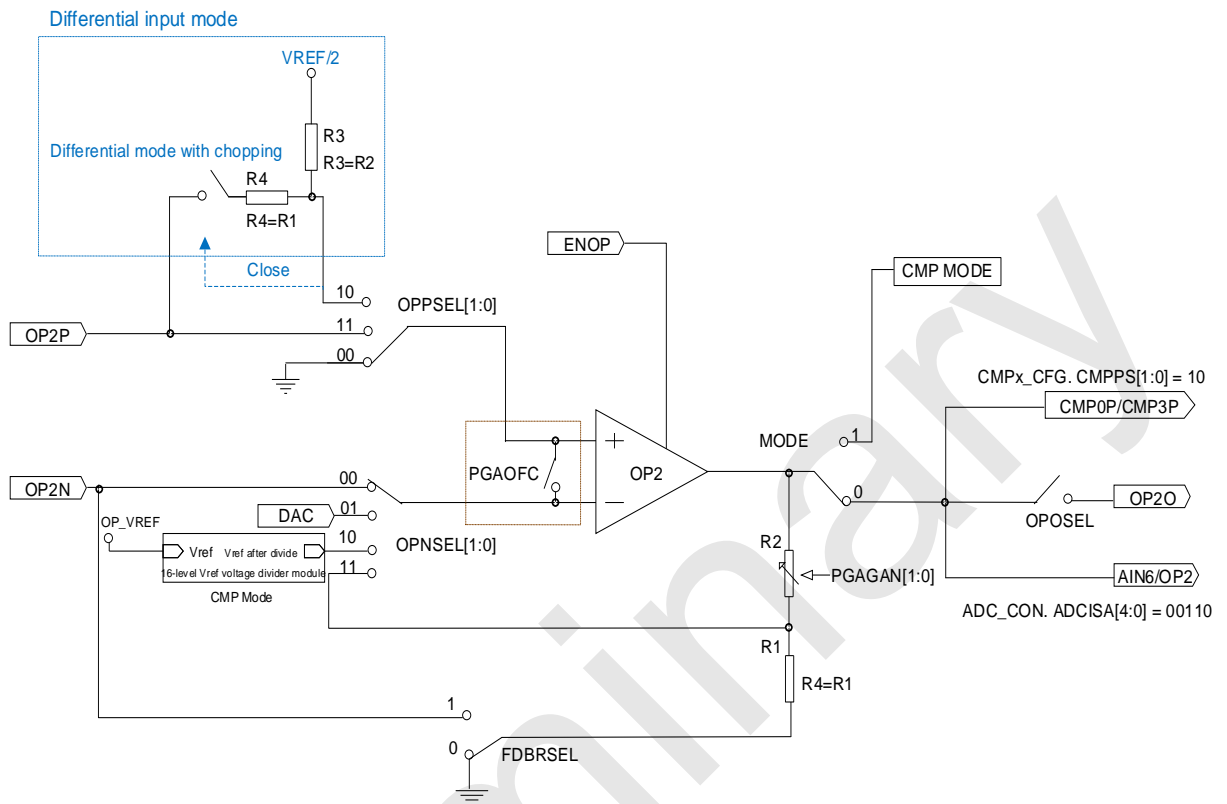 Differential input mode
VREF/2
R3
R3=R2
Differential mode with chopping
R4
R4=R1
Close
ENOP
CMP MODE
10
OPPSEL[1:0]
11
OP2P
00
CMPx_CFG. CMPPS[1:0] = 10
CMP0P/CMP3P
MODE
1
+
PGAOFC
OP2
−
00
OP2N
0
OP2O
DAC
01
OPOSEL
OP_VREF
OPNSEL[1:0]
Vref
Vref after divide
10
R2
16-level Vref voltage divider module
11
PGAGAN[1:0]
AIN6/OP2
CMP Mode
ADC_CON. ADCISA[4:0] = 00110
R1
R4=R1
1
0
FDBRSEL
minary